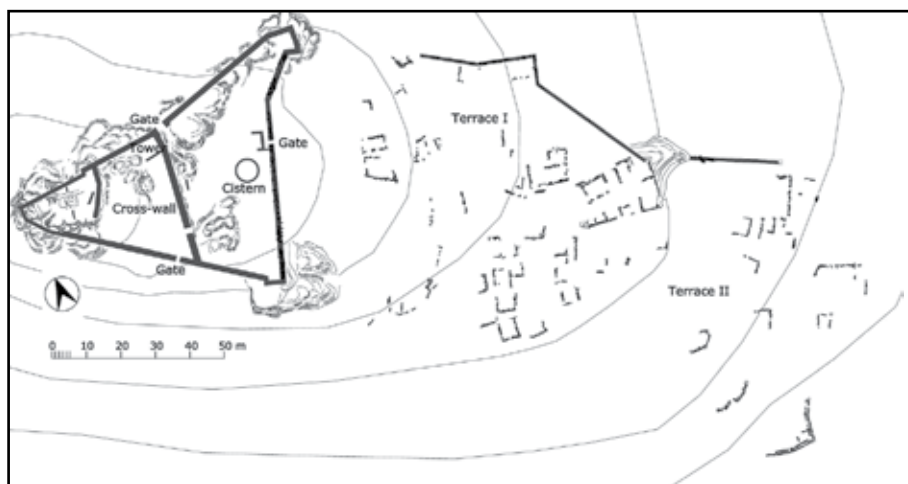 Terrace I
Gate
Tower
Gate
Cistern
Cross-wall
Gate
Terrace II
0 10 20 30 40 50 m